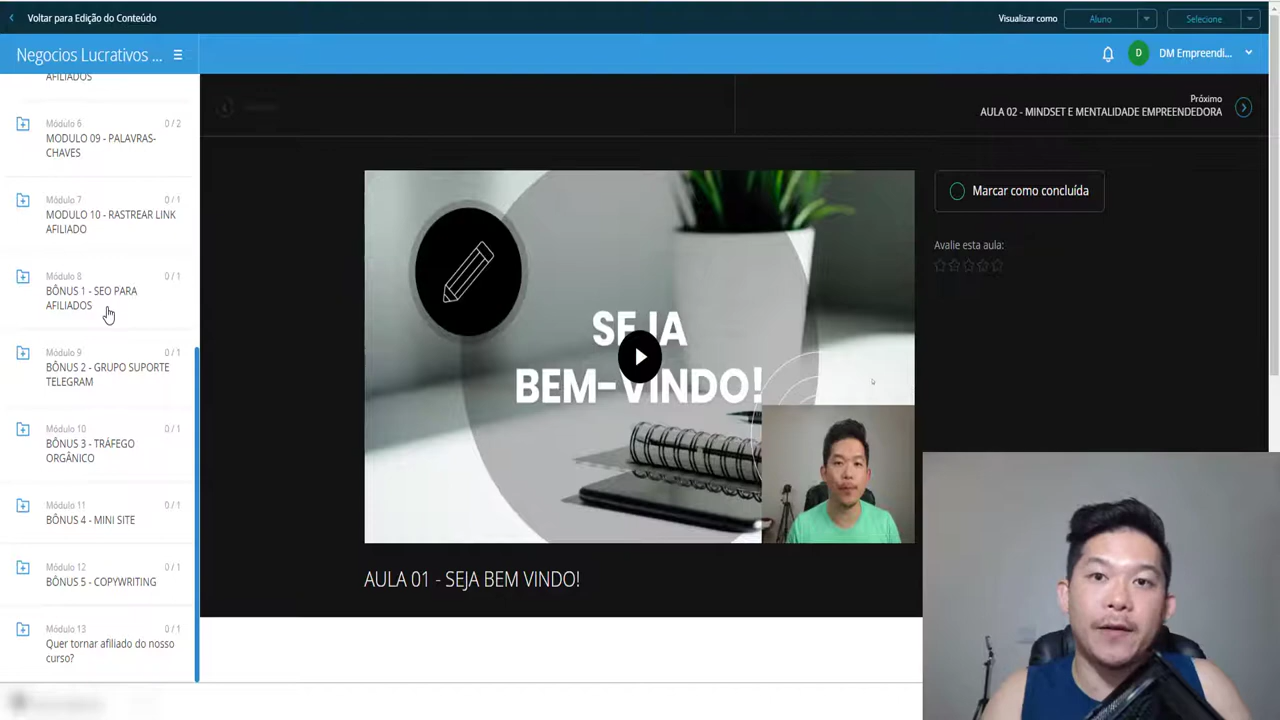 Voltar para Edição do Conteúdo
Visualizar como
Aluno
Selecione
Negocios Lucrativos ...
D
DM Empreendi...
AFILIADOS
Módulo 6
0 / 2
MODULO 09 - PALAVRAS-
CHAVES
Módulo 7
0 / 1
MODULO 10 - RASTREAR LINK
AFILIADO
Módulo 8
0 / 1
BÔNUS 1 - SEO PARA
AFILIADOS
Módulo 9
0 / 1
BÔNUS 2 - GRUPO SUPORTE
TELEGRAM
Módulo 10
0 / 1
BÔNUS 3 - TRÁFEGO
ORGÂNICO
Módulo 11
0 / 1
BÔNUS 4 - MINI SITE
Módulo 12
0 / 1
BÔNUS 5 - COPYWRITING
Módulo 13
0 / 1
Quer tornar afiliado do nosso
curso?
Próximo
AULA 02 - MINDSET E MENTALIDADE EMPREENDEDORA
SEJA
BEM-VINDO!
Marcar como concluída
Avalie esta aula:
AULA 01 - SEJA BEM VINDO!